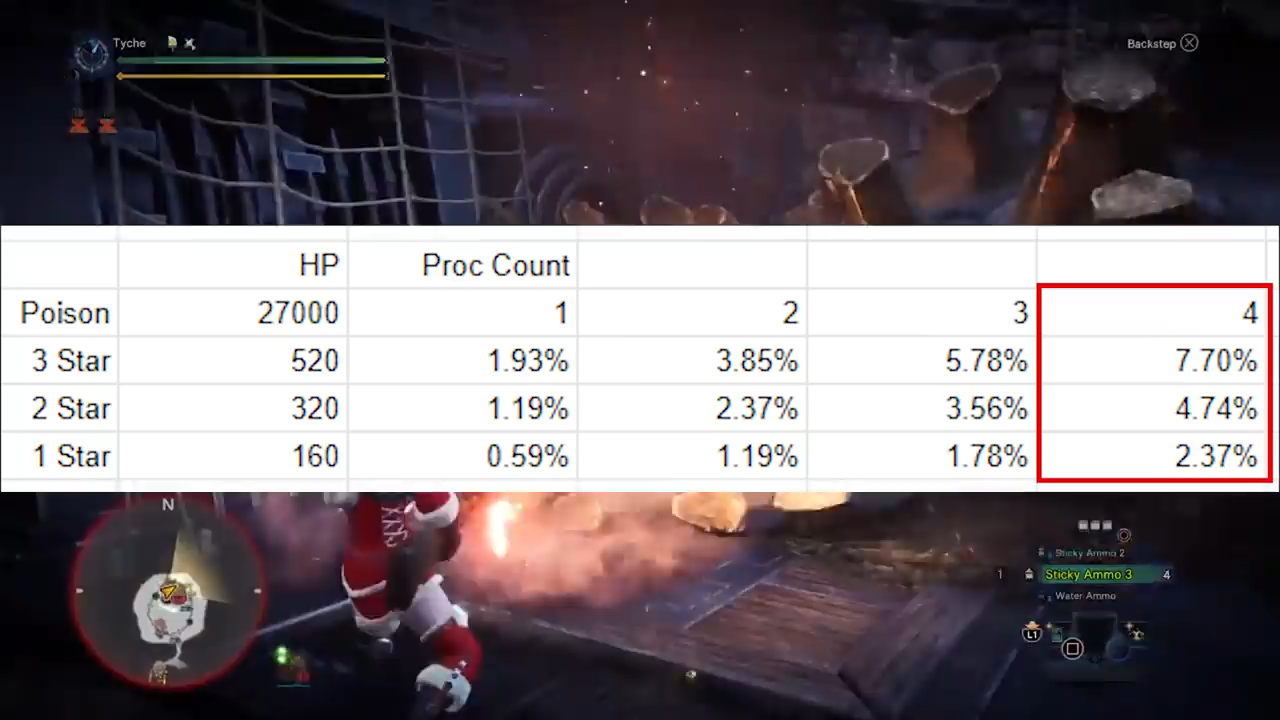 Tyche
Backstep
HP Proc Count
Poison 27000 1 2 3 4
3 Star 520 1.93% 3.85% 5.78% 7.70%
2 Star 320 1.19% 2.37% 3.56% 4.74%
1 Star 160 0.59% 1.19% 1.78% 2.37%
N
Sticky Ammo 2
1 Sticky Ammo 3 4
Water Ammo
L1